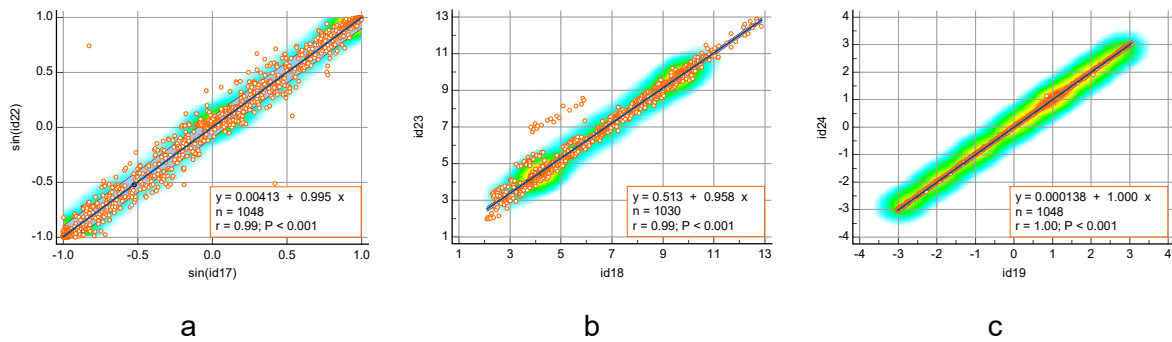 1.0
0.5
0.0
-0.5
-1.0
sin(id22)
y = 0.00413 + 0.995 x
n = 1048
r = 0.99; P < 0.001
-1.0 -0.5 0.0 0.5 1.0
sin(id17)
a
13
11
9
7
5
3
1
id23
y = 0.513 + 0.958 x
n = 1030
r = 0.99; P < 0.001
1 3 5 7 9 11 13
id18
b
4
3
2
1
0
-1
-2
-3
-4
id24
y = 0.000138 + 1.000 x
n = 1048
r = 1.00; P < 0.001
-4 -3 -2 -1 0 1 2 3 4
id19
c